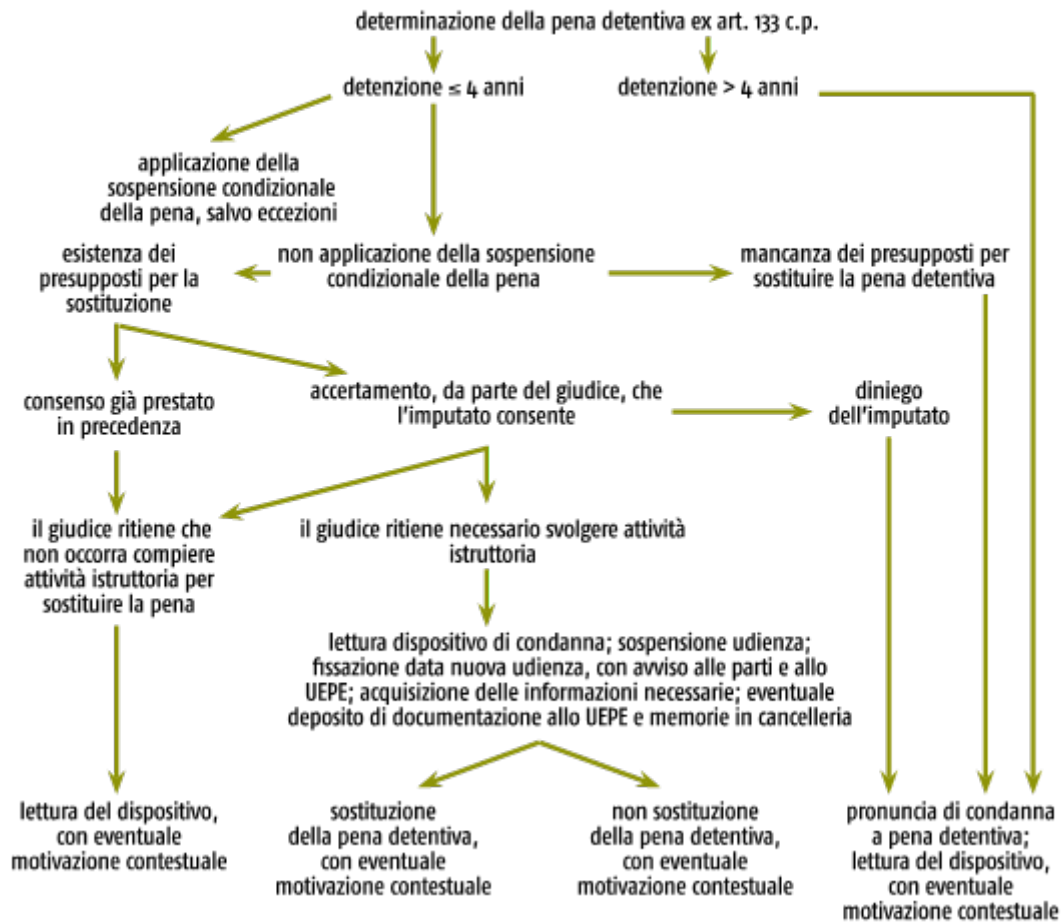 determinazione della pena detentiva ex art. 133 c.p.
detenzione ≤ 4 anni
detenzione > 4 anni
applicazione della
sospensione condizionale
della pena, salvo eccezioni
esistenza dei
presupposti per la
sostituzione
non applicazione della sospensione
condizionale della pena
mancanza dei presupposti per
sostituire la pena detentiva
consenso già prestato
in precedenza
accertamento, da parte del giudice, che
l'imputato consente
diniego
dell'imputato
il giudice ritiene che
non occorra compiere
attività istruttoria per
sostituire la pena
il giudice ritiene necessario svolgere attività
istruttoria
lettura dispositivo di condanna; sospensione udienza;
fissazione data nuova udienza, con avviso alle parti e allo
UEPE; acquisizione delle informazioni necessarie; eventuale
deposito di documentazione allo UEPE e memorie in cancelleria
lettura del dispositivo,
con eventuale
motivazione contestuale
sostituzione
della pena detentiva,
con eventuale
motivazione contestuale
non sostituzione
della pena detentiva,
con eventuale
motivazione contestuale
pronuncia di condanna
a pena detentiva;
lettura del dispositivo,
con eventuale
motivazione contestuale